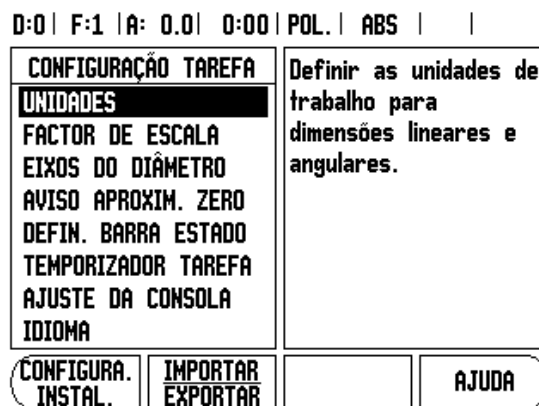 D:0| F:1 |A: 0.0| 0:00|POL.| ABS | |
CONFIGURAÇÃO TAREFA
UNIDADES
FACTOR DE ESCALA
EIXOS DO DIÂMETRO
AVISO APROXIM. ZERO
DEFIN. BARRA ESTADO
TEMPORIZADOR TAREFA
AJUSTE DA CONSOLA
IDIOMA
Definir as unidades de
trabalho para
dimensões lineares e
angulares.
CONFIGURA.
INSTAL.
IMPORTAR
EXPORTAR
AJUDA